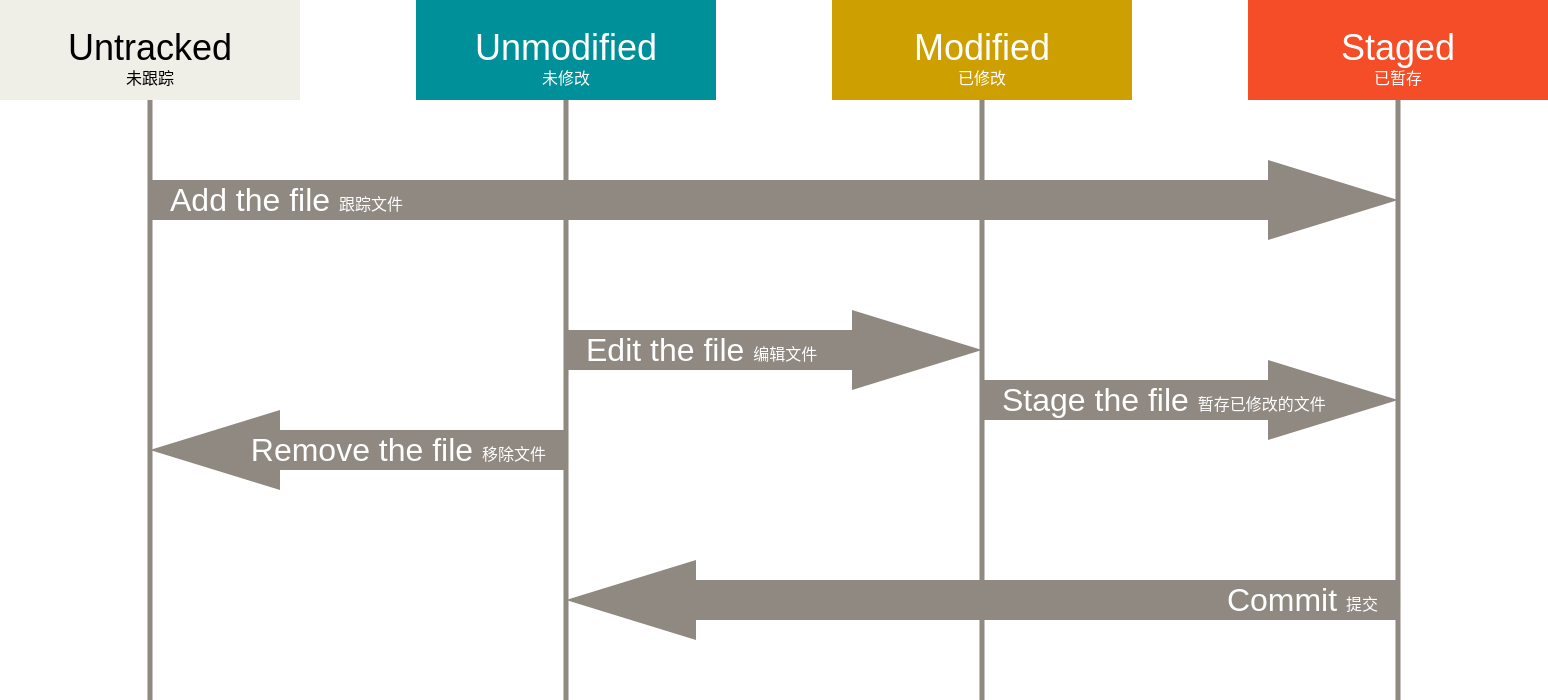 Untracked
未跟踪
Unmodified
未修改
Modified
已修改
Staged
已暂存
Add the file 跟踪文件
Edit the file 编辑文件
Stage the file 暂存已修改的文件
Remove the file 移除文件
Commit 提交